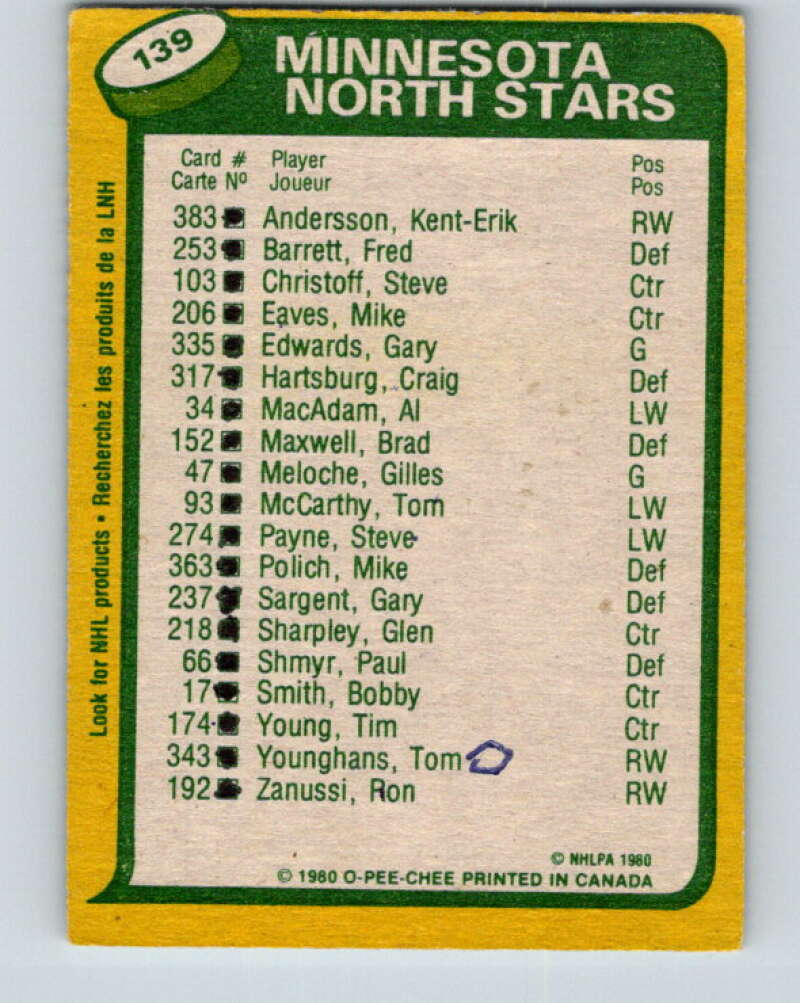 139
MINNESOTA
NORTH STARS
Card # Player Pos
Carte Nº Joueur Pos
383 Andersson, Kent-Erik RW
253 Barrett, Fred Def
103 Christoff, Steve Ctr
206 Eaves, Mike Ctr
335 Edwards, Gary G
317 Hartsburg, Craig Def
34 MacAdam, Al LW
152 Maxwell, Brad Def
47 Meloche, Gilles G
93 McCarthy, Tom LW
274 Payne, Steve LW
363 Polich, Mike Def
237 Sargent, Gary Def
218 Sharpley, Glen Ctr
66 Shmyr, Paul Def
17 Smith, Bobby Ctr
174 Young, Tim Ctr
343 Younghans, Tom RW
192 Zanussi, Ron RW
© NHLPA 1980
© 1980 O-PEE-CHEE PRINTED IN CANADA
Look for NHL products • Recherchez les produits de la LNH